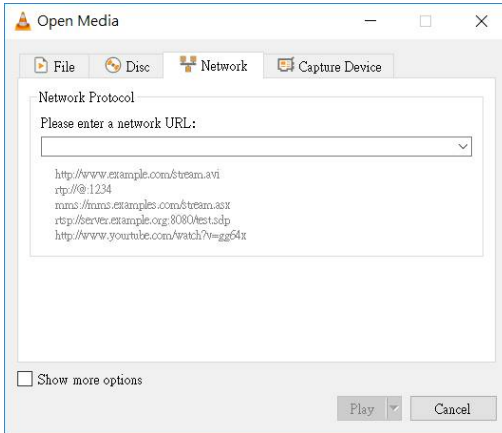 Open Media
File Disc Network Capture Device
Network Protocol
Please enter a network URL:
http://www.example.com/stream.avi
rtp://@:1234
mms://mms.examples.com/stream.asx
rtsp://server.example.org:8080/test.sdp
http://www.yourtube.com/watch?v=gg64x
Show more options
Play Cancel